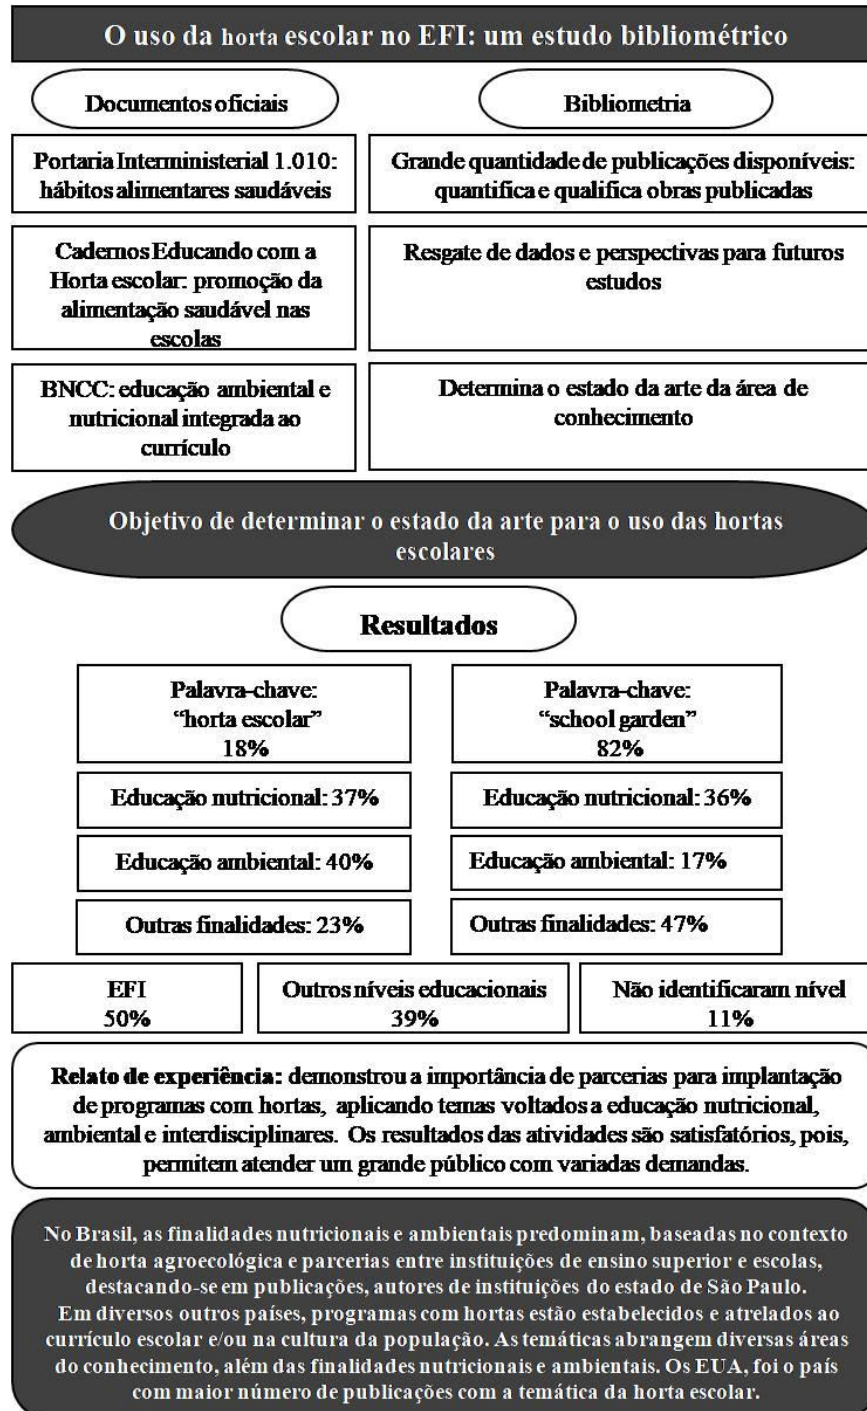 O uso da horta escolar no EFI: um estudo bibliométrico
Documentos oficiais
Portaria Interministerial 1.010:
hábitos alimentares saudáveis
Cadernos Educando com a
Horta escolar: promoção da
alimentação saudável nas
escolas
BNCC: educação ambiental e
nutricional integrada ao
currículo
Bibliometria
Grande quantidade de publicações disponíveis:
quantifica e qualifica obras publicadas
Resgate de dados e perspectivas para futuros
estudos
Determina o estado da arte da área de
conhecimento
Objetivo de determinar o estado da arte para o uso das hortas
escolares
Resultados
Palavra-chave:
“horta escolar”
18%
Educação nutricional: 37%
Educação ambiental: 40%
Outras finalidades: 23%
Palavra-chave:
“school garden”
82%
Educação nutricional: 36%
Educação ambiental: 17%
Outras finalidades: 47%
EFI
50%
Outros níveis educacionais
39%
Não identificaram nível
11%
Relato de experiência: demonstrou a importância de parcerias para implantação
de programas com hortas, aplicando temas voltados a educação nutricional,
ambiental e interdisciplinares. Os resultados das atividades são satisfatórios, pois,
permitem atender um grande público com variadas demandas.
No Brasil, as finalidades nutricionais e ambientais predominam, baseadas no contexto
de horta agroecológica e parcerias entre instituições de ensino superior e escolas,
destacando-se em publicações, autores de instituições do estado de São Paulo.
Em diversos outros países, programas com hortas estão estabelecidos e atrelados ao
currículo escolar e/ou na cultura da população. As temáticas abrangem diversas áreas
do conhecimento, além das finalidades nutricionais e ambientais. Os EUA, foi o país
com maior número de publicações com a temática da horta escolar.